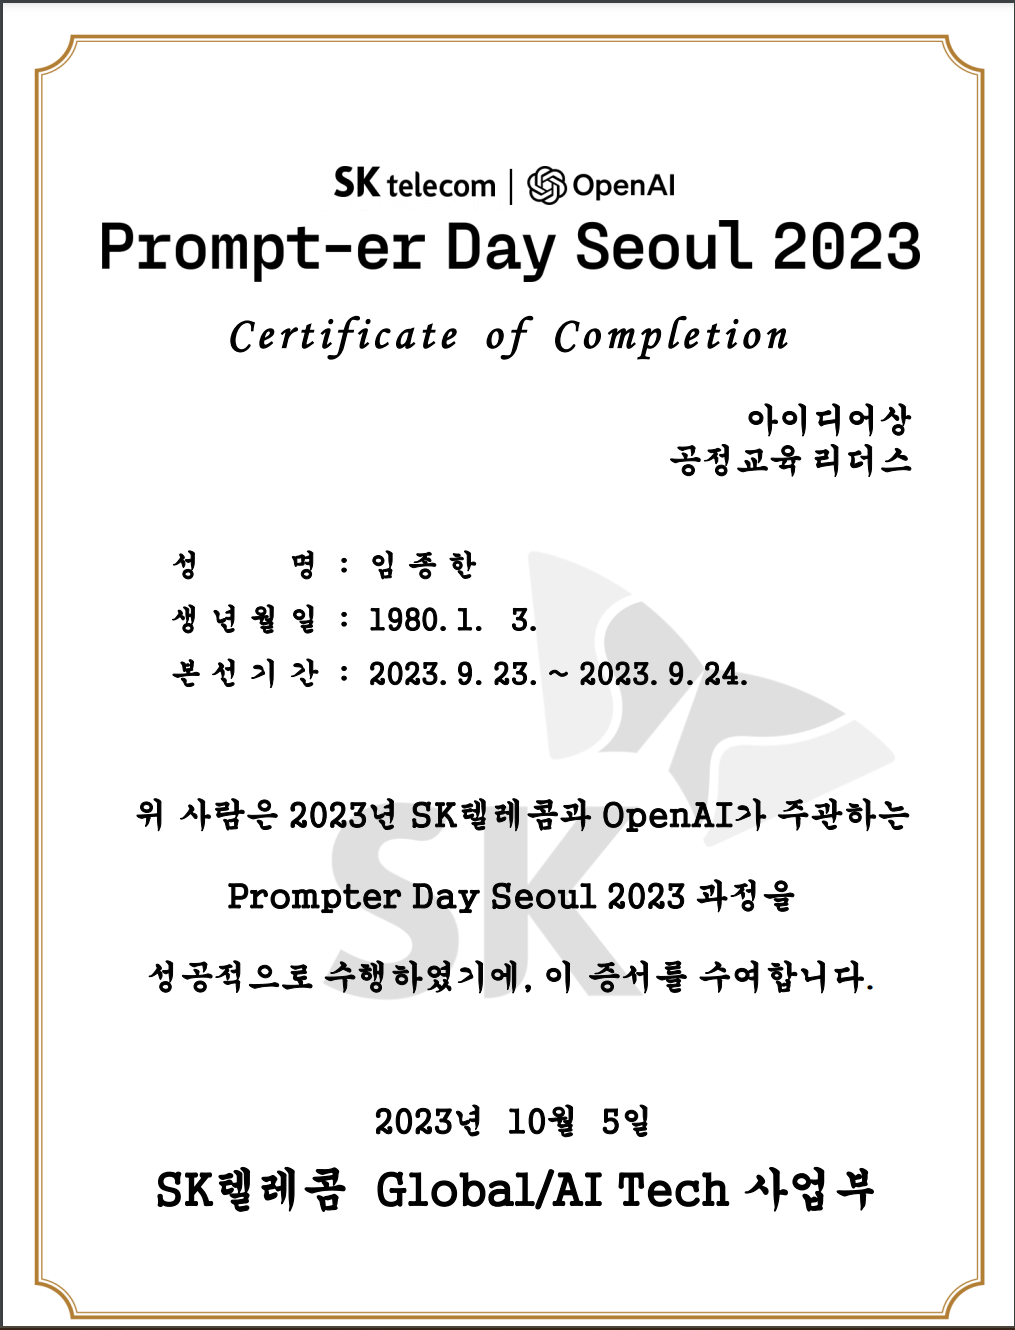 SK telecom | OpenAI
Prompt-er Day Seoul 2023
Certificate of Completion
아이디어상
공정교육 리더스
성 명 : 임종한
생년월일 : 1980. 1. 3.
본선기간 : 2023. 9. 23. ~ 2023. 9. 24.
위 사람은 2023년 SK텔레콤과 OpenAI가 주관하는
Prompter Day Seoul 2023 과정을
성공적으로 수행하였기에, 이 증서를 수여합니다.
SK
2023년 10월 5일
SK텔레콤 Global/AI Tech 사업부